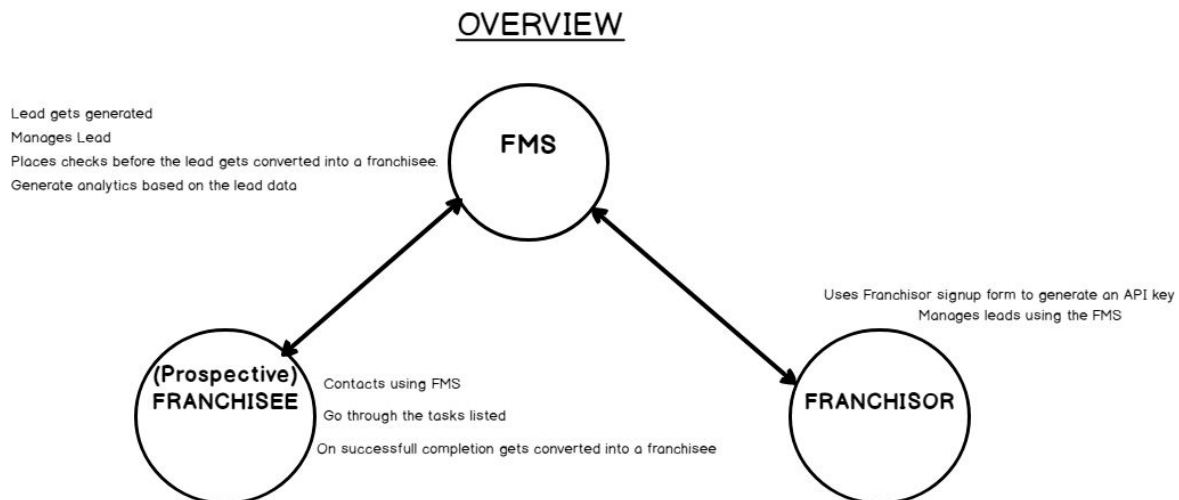 OVERVIEW
FMS
Lead gets generated
Manages Lead
Places checks before the lead gets converted into a franchisee.
Generate analytics based on the lead data
Uses Franchisor signup form to generate an API key
Manages leads using the FMS
(Prospective)
FRANCHISEE
Contacts using FMS
Go through the tasks listed
On successfull completion gets converted into a franchisee
FRANCHISOR